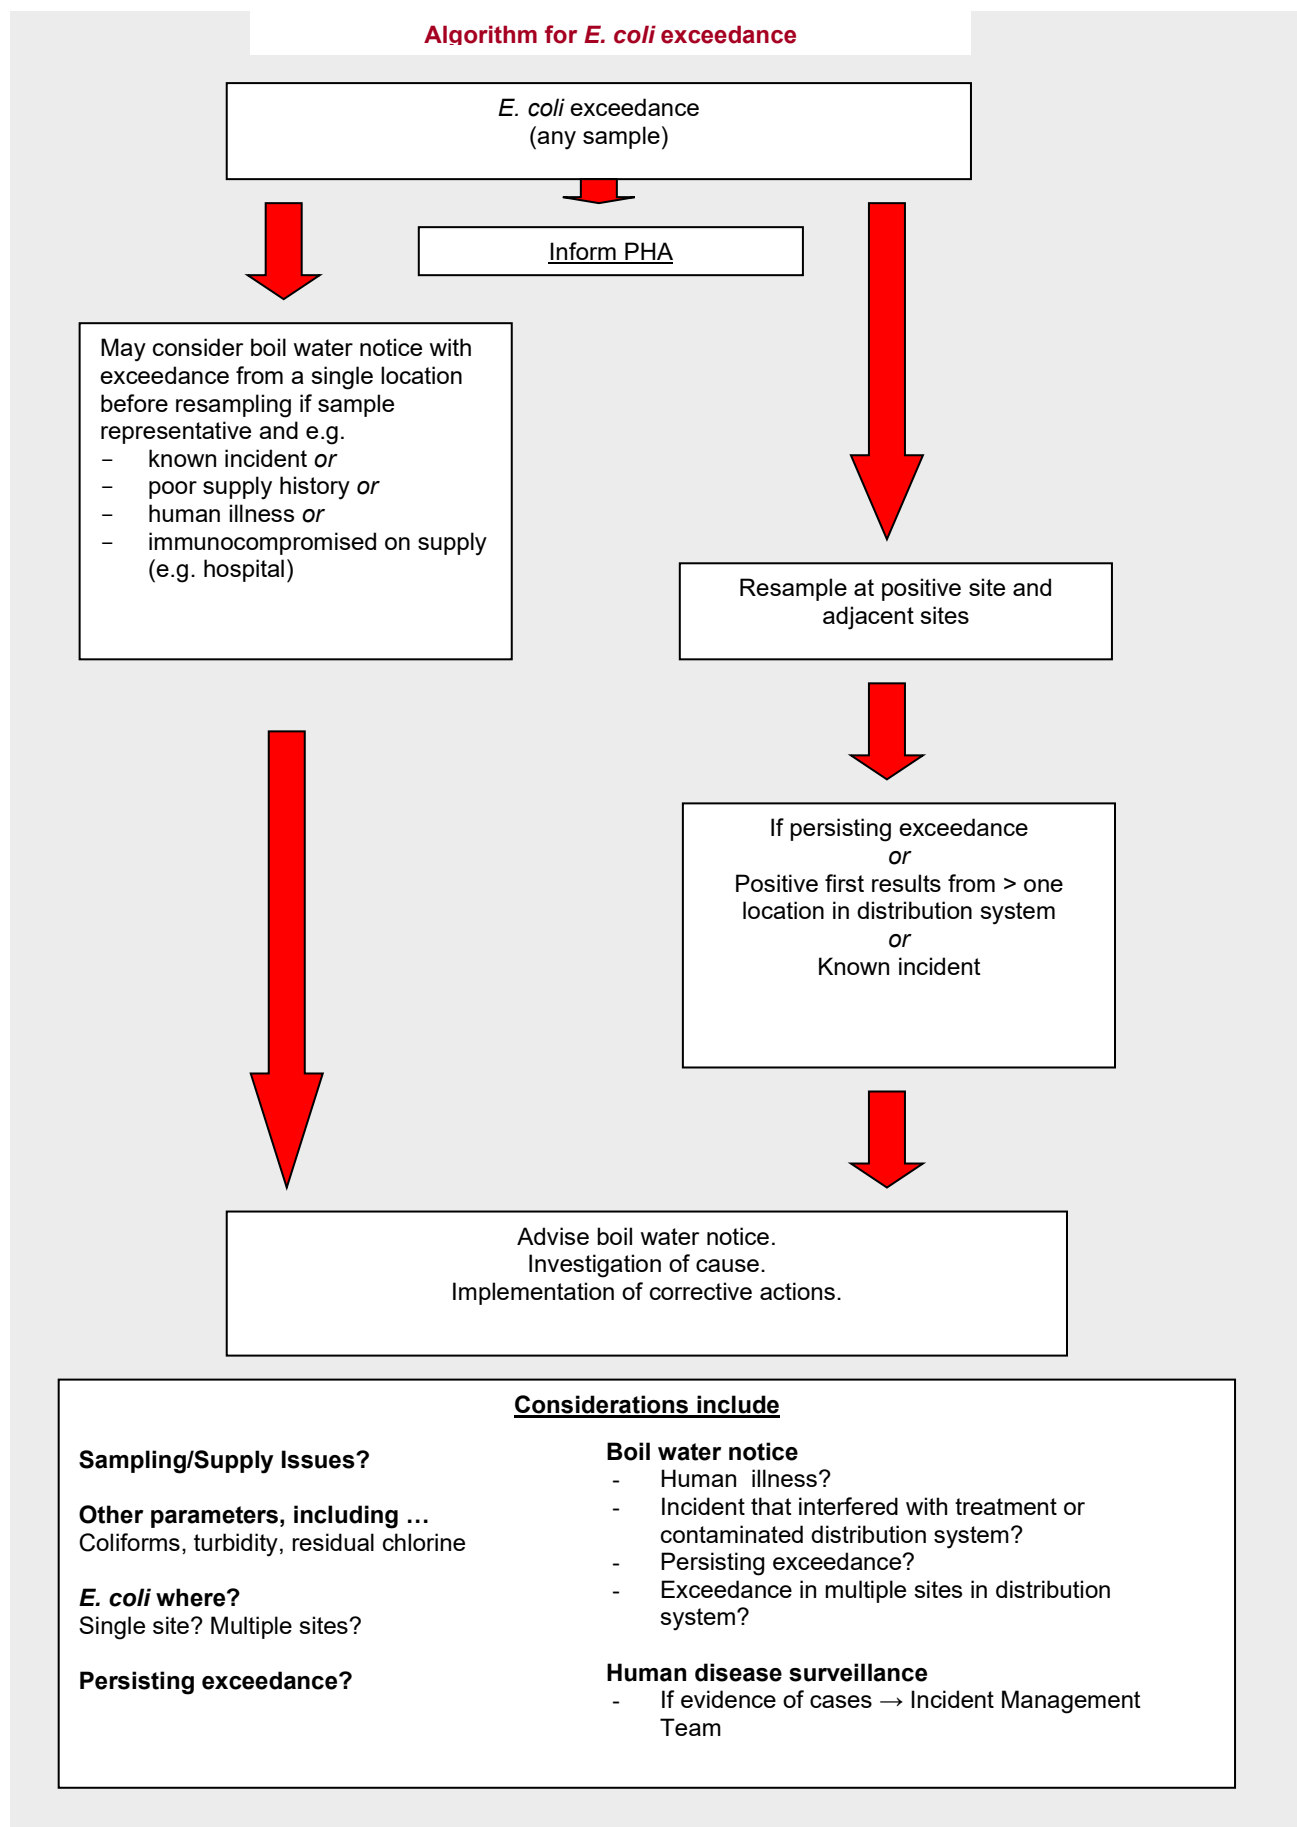 Algorithm for E. coli exceedance
E. coli exceedance
(any sample)
Inform PHA
May consider boil water notice with
exceedance from a single location
before resampling if sample
representative and e.g.
- known incident or
- poor supply history or
- human illness or
- immunocompromised on supply
(e.g. hospital)
Resample at positive site and
adjacent sites
If persisting exceedance
or
Positive first results from > one
location in distribution system
or
Known incident
Advise boil water notice.
Investigation of cause.
Implementation of corrective actions.
Considerations include
Sampling/Supply Issues?
Other parameters, including …
Coliforms, turbidity, residual chlorine
E. coli where?
Single site? Multiple sites?
Persisting exceedance?
Boil water notice
- Human  illness?
- Incident that interfered with treatment or
contaminated distribution system?
- Persisting exceedance?
- Exceedance in multiple sites in distribution
system?
Human disease surveillance
- If evidence of cases → Incident Management
Team